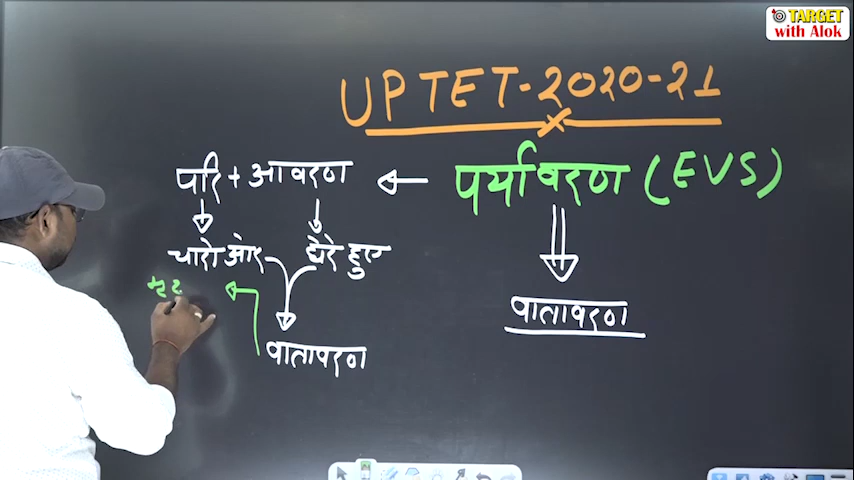 TARGET
with Alok
UPTET-2020-21
परि + आवरण ← पर्यावरण (EVS)
चारो ओर घेरे हुए
वातावरण
वातावरण